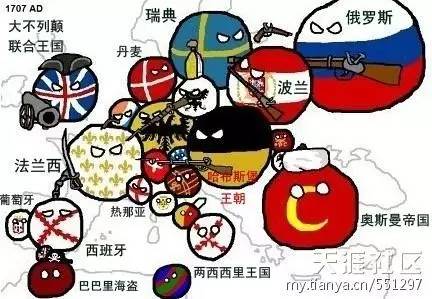 1707 AD
大不列颠
联合王国
瑞典
俄罗斯
丹麦
波兰
法兰西
哈布斯堡
王朝
葡萄牙
热那亚
奥斯曼帝国
西班牙
巴巴里海盗
两西西里王国
天涯社区
my.tianya.cn/551297